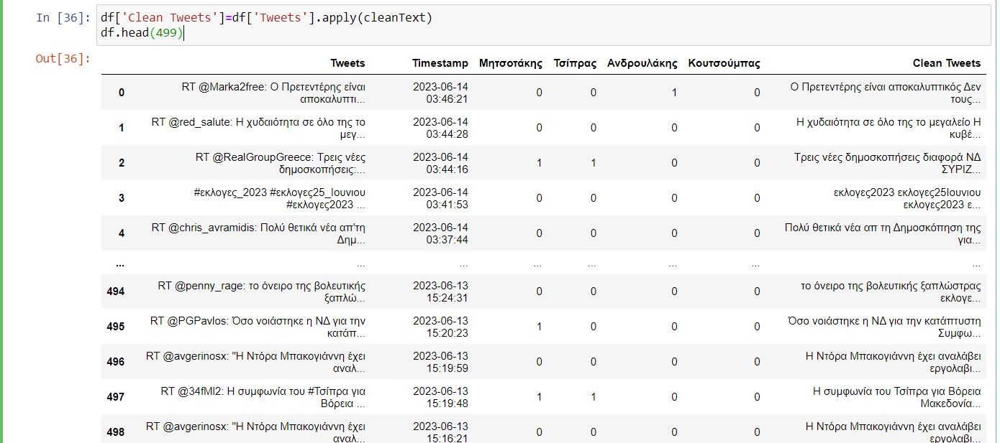 In [36]: df['Clean Tweets']=df['Tweets'].apply(cleanText)
df.head(499)
Out[36]:
Tweets Timestamp Μητσοτάκης Τσίπρας Ανδρουλάκης Κουτσούμπας Clean Tweets
0 RT @Marka2free: Ο Πρετεντέρης είναι 2023-06-14 0 0 1 0 Ο Πρετεντέρης είναι αποκαλυπτικός Δεν
αποκαλυπτι... 03:46:21 τους...
1 RT @red_salute: Η χυδαιότητα σε όλο της το 2023-06-14 0 0 0 0 Η χυδαιότητα σε όλο της το μεγαλείο Η
μεγ... 03:44:28 κυβέ...
2 RT @RealGroupGreece: Τρεις νέες 2023-06-14 1 1 0 0 Τρεις νέες δημοσκοπήσεις διαφορά ΝΔ
δημοσκοπήσεις:... 03:44:16 ΣΥΡΙΖ...
3 #εκλογες_2023 #εκλογες25_Ιουνιου 2023-06-14 0 0 0 0 εκλογες2023 εκλογες25Ιουνιου
#εκλογες2023 ... 03:41:53 εκλογες2023 ε...
4 RT @chris_avramidis: Πολύ θετικά νέα απ'τη 2023-06-14 0 0 0 0 Πολύ θετικά νέα απ τη Δημοσκόπηση της
Δημ... 03:37:44 για...
... ... ... ... ... ... ... ...
494 RT @penny_rage: το όνειρο της βολευτικής 2023-06-13 0 0 0 0 το όνειρο της βολευτικής ξαπλώστρας
ξαπλώ... 15:24:31 εκλογε...
495 RT @PGPavlos: Όσο νοιάστηκε η ΝΔ για την 2023-06-13 1 0 0 0 Όσο νοιάστηκε η ΝΔ για την κατάπτυστη
κατάπ... 15:20:23 Συμφω...
496 RT @avgerinosx: "Η Ντόρα Μπακογιάννη έχει 2023-06-13 0 0 0 0 Η Ντόρα Μπακογιάννη έχει αναλάβει
αναλ... 15:19:59 εργολαβι...
497 RT @34fMl2: Η συμφωνία του #Τσίπρα για 2023-06-13 1 1 0 0 Η συμφωνία του Τσίπρα για Βόρεια
Βόρεια ... 15:19:48 Μακεδονία...
498 RT @avgerinosx: "Η Ντόρα Μπακογιάννη έχει 2023-06-13 0 0 0 0 Η Ντόρα Μπακογιάννη έχει αναλάβει
αναλ... 15:16:21 εργολαβι...